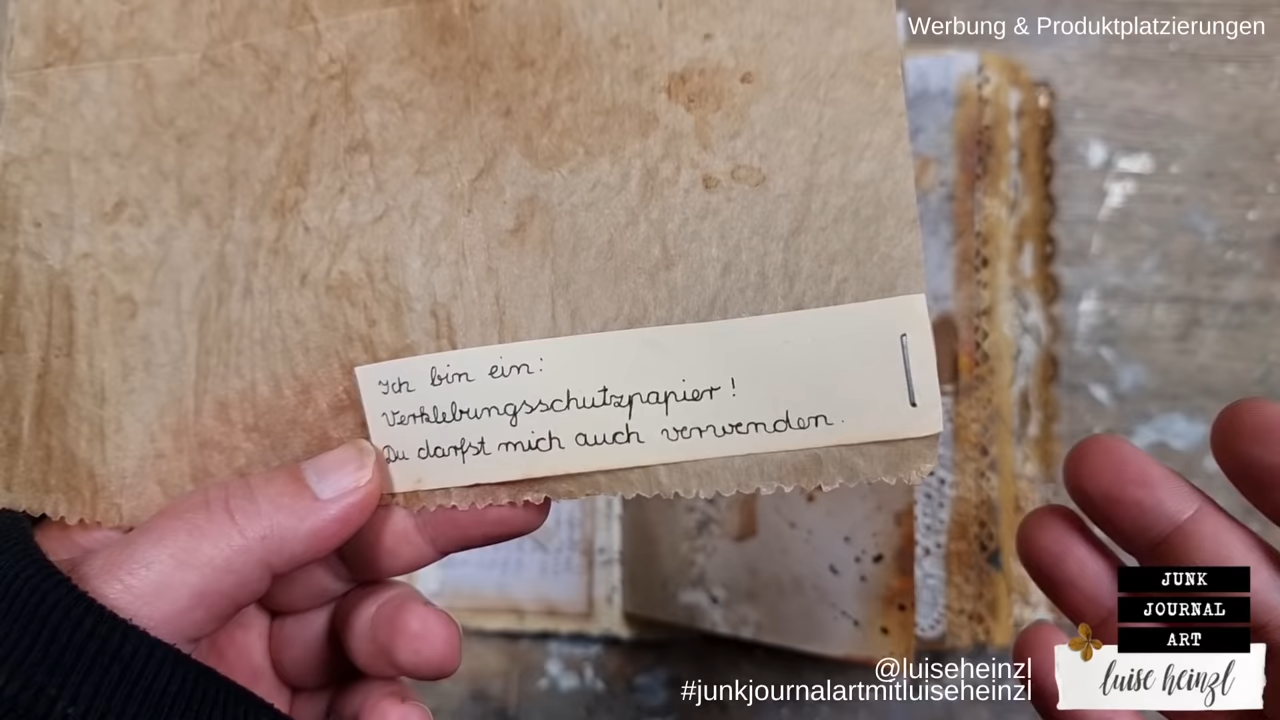 Werbung & Produktplatzierungen
Ich bin ein:
Verklebungsschutzpapier!
Du darfst mich auch verwenden.
JUNK
JOURNAL
ART
@luiseheinzl
#junkjournalartmitluiseheinzl
luise heinzl